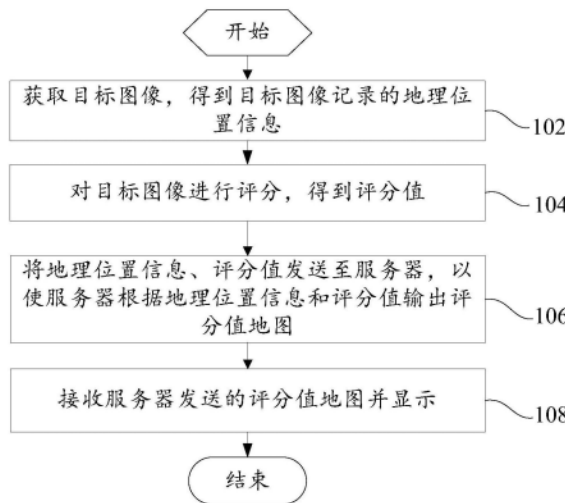 开始
获取目标图像，得到目标图像记录的地理位
置信息
102
对目标图像进行评分，得到评分值
104
将地理位置信息、评分值发送至服务器，以
使服务器根据地理位置信息和评分值输出评
分值地图
106
接收服务器发送的评分值地图并显示
108
结束